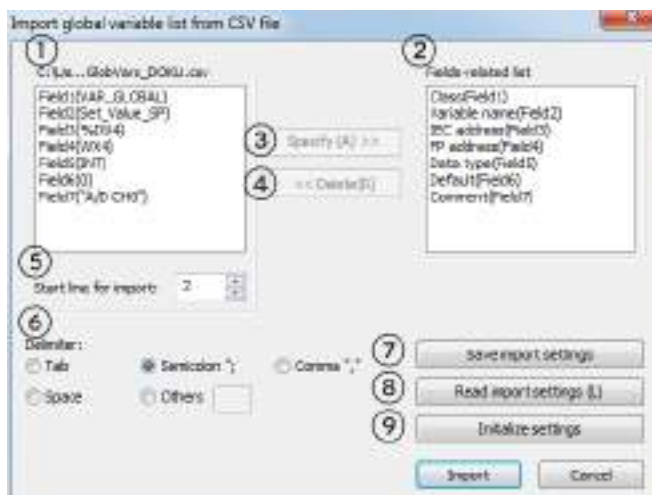 Import global variable list from CSV file
①
②
C:\Us...GlobVars_DOKU.csv
Fields-related list
Field1(VAR_GLOBAL)
Field2(Set_Value_SP)
Field3(%IW4)
Field4(WX4)
Field5(INT)
Field6(0)
Field7("A/D CH0")
Class(Field1)
Variable name(Field2)
IEC address(Field3)
FP address(Field4)
Data type(Field5)
Default(Field6)
Comment(Field7)
③ Specify (A) >>
④ << Delete(R)
⑤
Start line for import: 2
⑥
Delimiter:
Tab
Semicolon ";
Comma ","
Space
Others
⑦ Save import settings
⑧ Read import settings (L)
⑨ Initialize settings
Import
Cancel